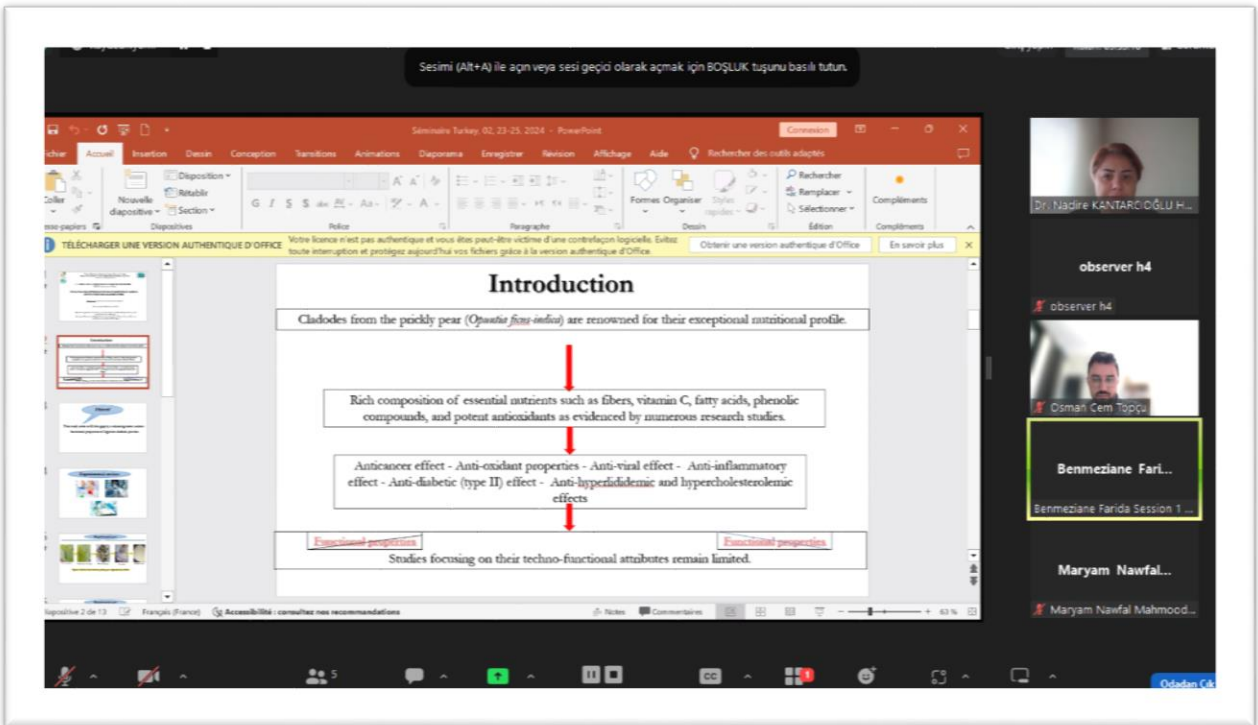 Sesimi (Alt+A) ile açın veya sesi geçici olarak açmak için BOŞLUK tuşunu basılı tutun.
Séminaire Turkey, 02, 23-25, 2024 - PowerPoint
Connexion
ichier Accueil Insertion Dessin Conception Transitions Animations Diaporama Enregistrer Révision Affichage Aide Rechercher des outils adaptés
Coller
Nouvelle diapositive
Disposition
Rétablir
Section
G I S
Formes Organiser Styles rapides
Rechercher
Remplacer
Sélectionner
Compléments
Diapositives Police Paragraphe Dessin Édition Compléments
TÉLÉCHARGER UNE VERSION AUTHENTIQUE D'OFFICE
Votre licence n'est pas authentique et vous êtes peut-être victime d'une contrefaçon logicielle. Evitez
toute interruption et protégez aujourd'hui vos fichiers grâce à la version authentique d'Office.
Obtenir une version authentique d'Office
En savoir plus
Introduction
Cladodes from the prickly pear (Opuntia ficus-indica) are renowned for their exceptional nutritional profile.
Rich composition of essential nutrients such as fibers, vitamin C, fatty acids, phenolic
compounds, and potent antioxidants as evidenced by numerous research studies.
Anticancer effect - Anti-oxidant properties - Anti-viral effect - Anti-inflammatory
effect - Anti-diabetic (type II) effect - Anti-hyperlididemic and hypercholesterolemic
effects
Functional properties Functional properties
Studies focusing on their techno-functional attributes remain limited.
Diapositive 2 de 13 Français (France) Accessibilité : consultez nos recommandations
Notes Commentaires 63 %
Dr. Nadire KANTARCIOĞLU H...
observer h4
observer h4
Osman Cem Topçu
Benmeziane Fari...
Benmeziane Farida Session 1 ...
Maryam Nawfal...
Maryam Nawfal Mahmood...
5
CC
1
Odadan Çık